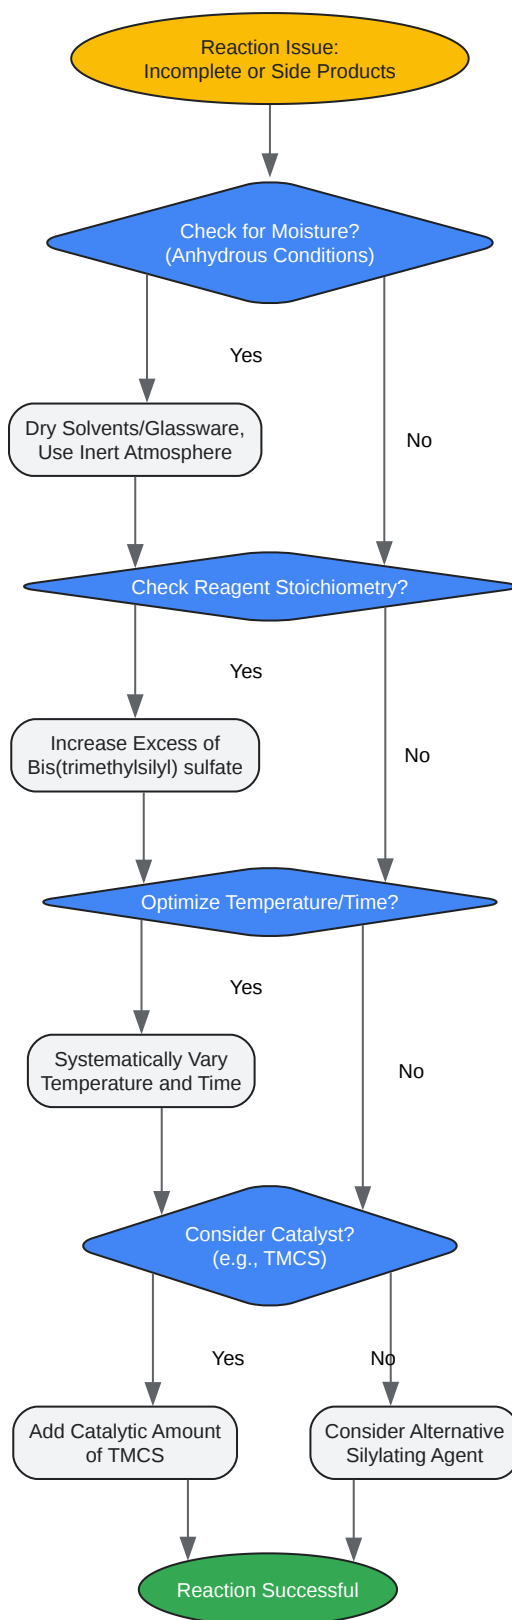 Reaction Issue:
Incomplete or Side Products
Check for Moisture?
(Anhydrous Conditions)
Yes
Dry Solvents/Glassware,
Use Inert Atmosphere
No
Check Reagent Stoichiometry?
Yes
Increase Excess of
Bis(trimethylsilyl) sulfate
No
Optimize Temperature/Time?
Yes
Systematically Vary
Temperature and Time
No
Consider Catalyst?
(e.g., TMCS)
Yes
No
Add Catalytic Amount
of TMCS
Consider Alternative
Silylating Agent
Reaction Successful